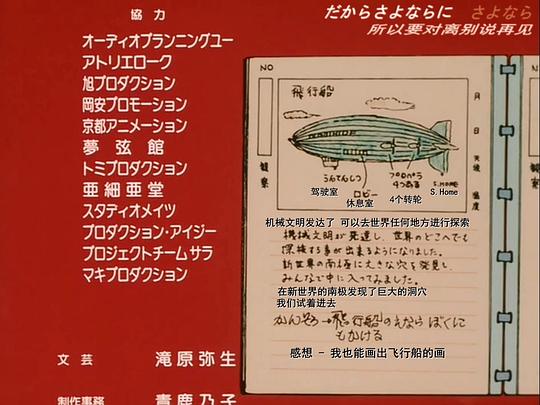 協力
オーディオプランニングユー
アトリエローク
旭プロダクション
岡安プロモーション
京都アニメーション
夢弦館
トミプロダクション
亜細亜堂
スタジオメイツ
プロダクション・アイジー
プロジェクトチームサラ
マキプロダクション
文芸 滝原弥生
制作事務 青鹿乃子
だからさよならに さよなら
所以要对离别说再见
NO
飛行船
月
日
天候
温度
観察
うんてんしつ
ロビー
プロペラ
4つある
S.HOME
驾驶室
休息室
4个转轮
S.Home
机械文明发达了 可以去世界任何地方进行探索
機械文明が発達し、世界のどこへでも
探検する事が出来るようになりました。
新世界の南極に大きな穴を発見し、
みんなで中に入ってみました。
在新世界的南极发现了巨大的洞穴
我们试着进去
かんそう→飛行船のえなら ぼくに
もかける
感想 - 我也能画出飞行船的画